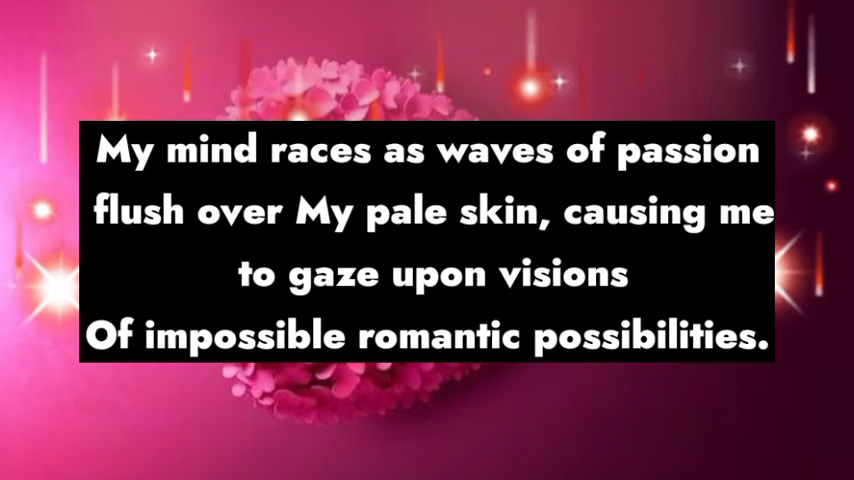 My mind races as waves of passion
flush over My pale skin, causing me
to gaze upon visions
Of impossible romantic possibilities.